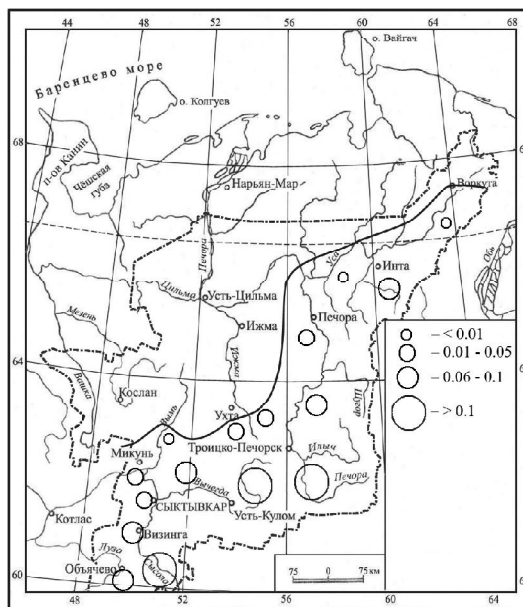 44 48 52 56 60 64 68
о. Вайгач
Баренцево море
о. Колгуев
68
п-ов Канин
Чешская
губа
Нарьян-Мар
Воркута
Печора
Уса
Обь
Инта
Цильма
Усть-Цильма
Мезень
Ижма
Печора
– < 0.01
– 0.01 - 0.05
– 0.06 - 0.1
– > 0.1
64
Ижма
Щугор
Вашка
Кослан
Вымь
Ухта
Троицко-Печорск
Илыч
Микунь
Печора
Вычегда
СЫКТЫВКАР
Усть-Кулом
Котлас
Визинга
Луза
Объячево
Сысола
60
75 75 км
48 52 56 60